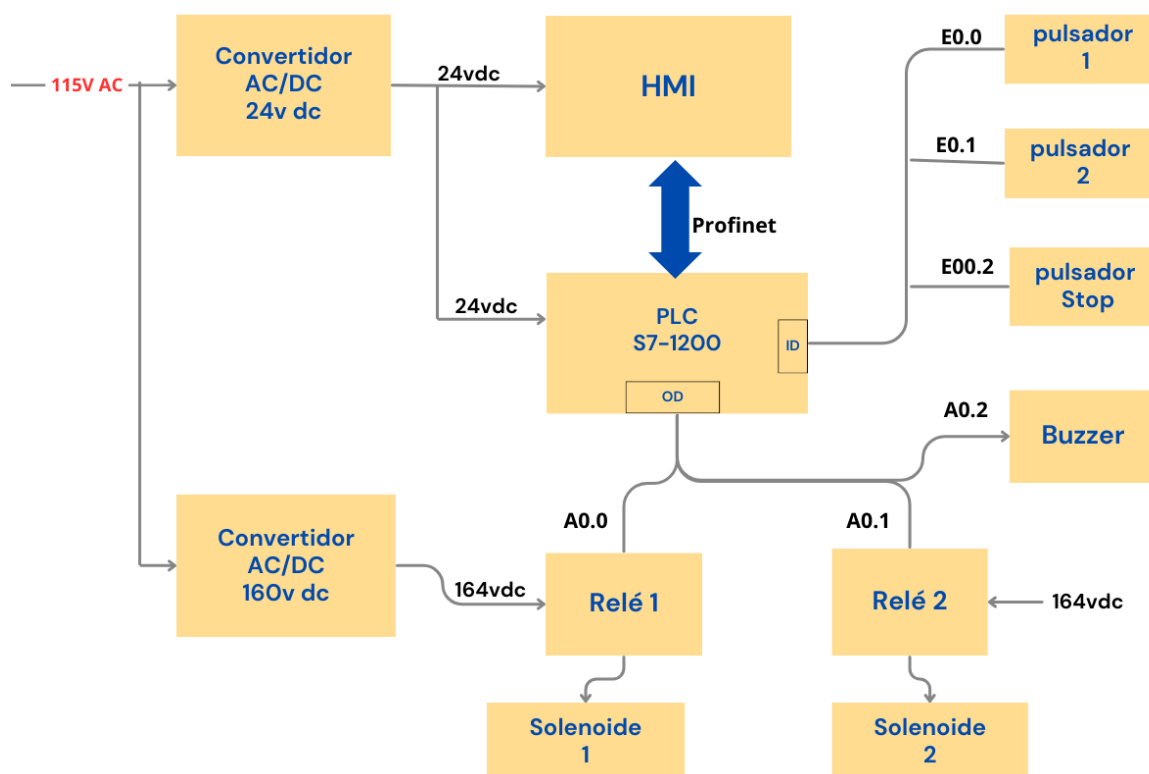 115V AC
Convertidor
AC/DC
24v dc
24vdc
HMI
E0.0
pulsador
1
E0.1
pulsador
2
Profinet
E00.2
pulsador
Stop
24vdc
PLC
S7-1200
ID
OD
A0.2
Buzzer
Convertidor
AC/DC
160v dc
164vdc
A0.0
Relé 1
A0.1
Relé 2
164vdc
Solenoide
1
Solenoide
2